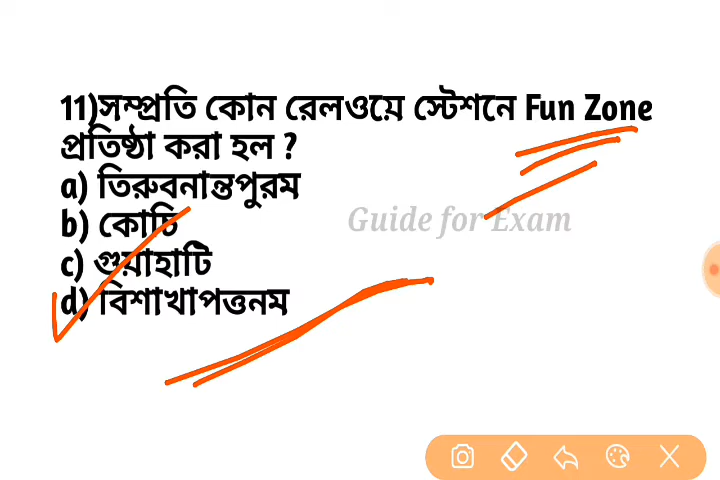 11)সম্প্রতি কোন রেলওয়ে স্টেশনে Fun Zone
প্রতিষ্ঠা করা হল ?
a) তিরুবনান্তপুরম
b) কোচি
Guide for Exam
c) গুয়াহাটি
d) বিশাখাপত্তনম